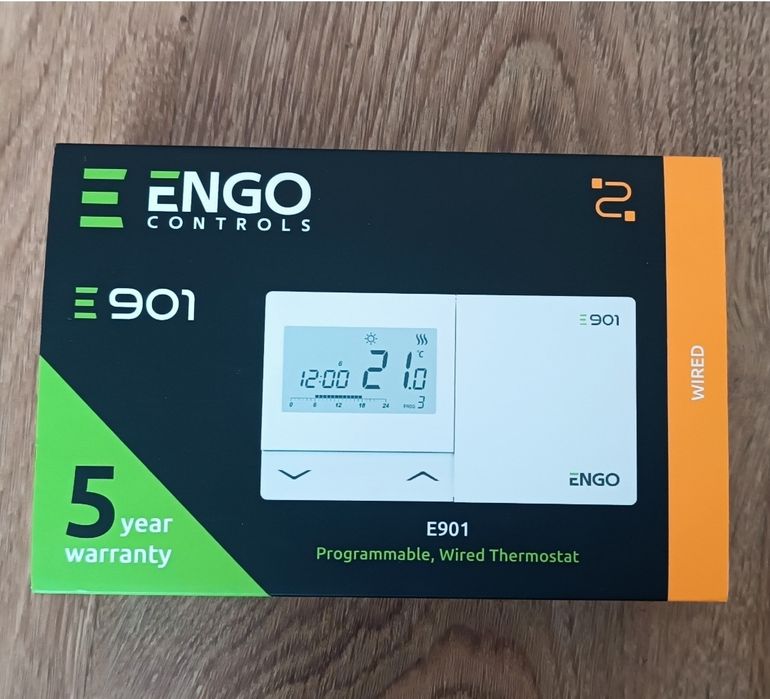 ENGO
CONTROLS
E901
E901
6
°C
12:00 21.0
0 6 12 18 24 PROG 3
ENGO
WIRED
5 year
warranty
E901
Programmable, Wired Thermostat